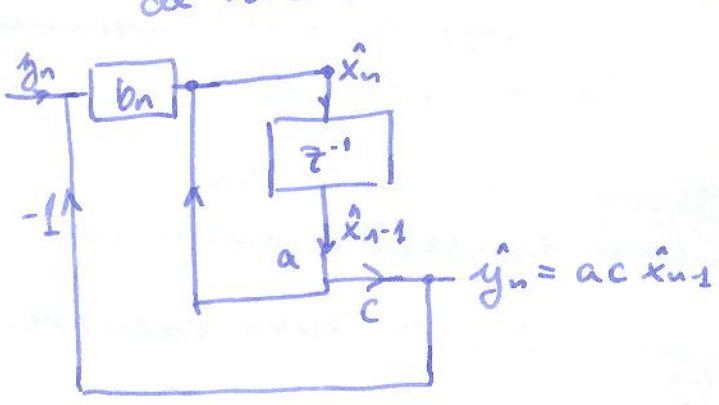 yn
bn
x̂n
z⁻¹
-1
x̂n-1
a
ŷn = ac x̂n-1
c